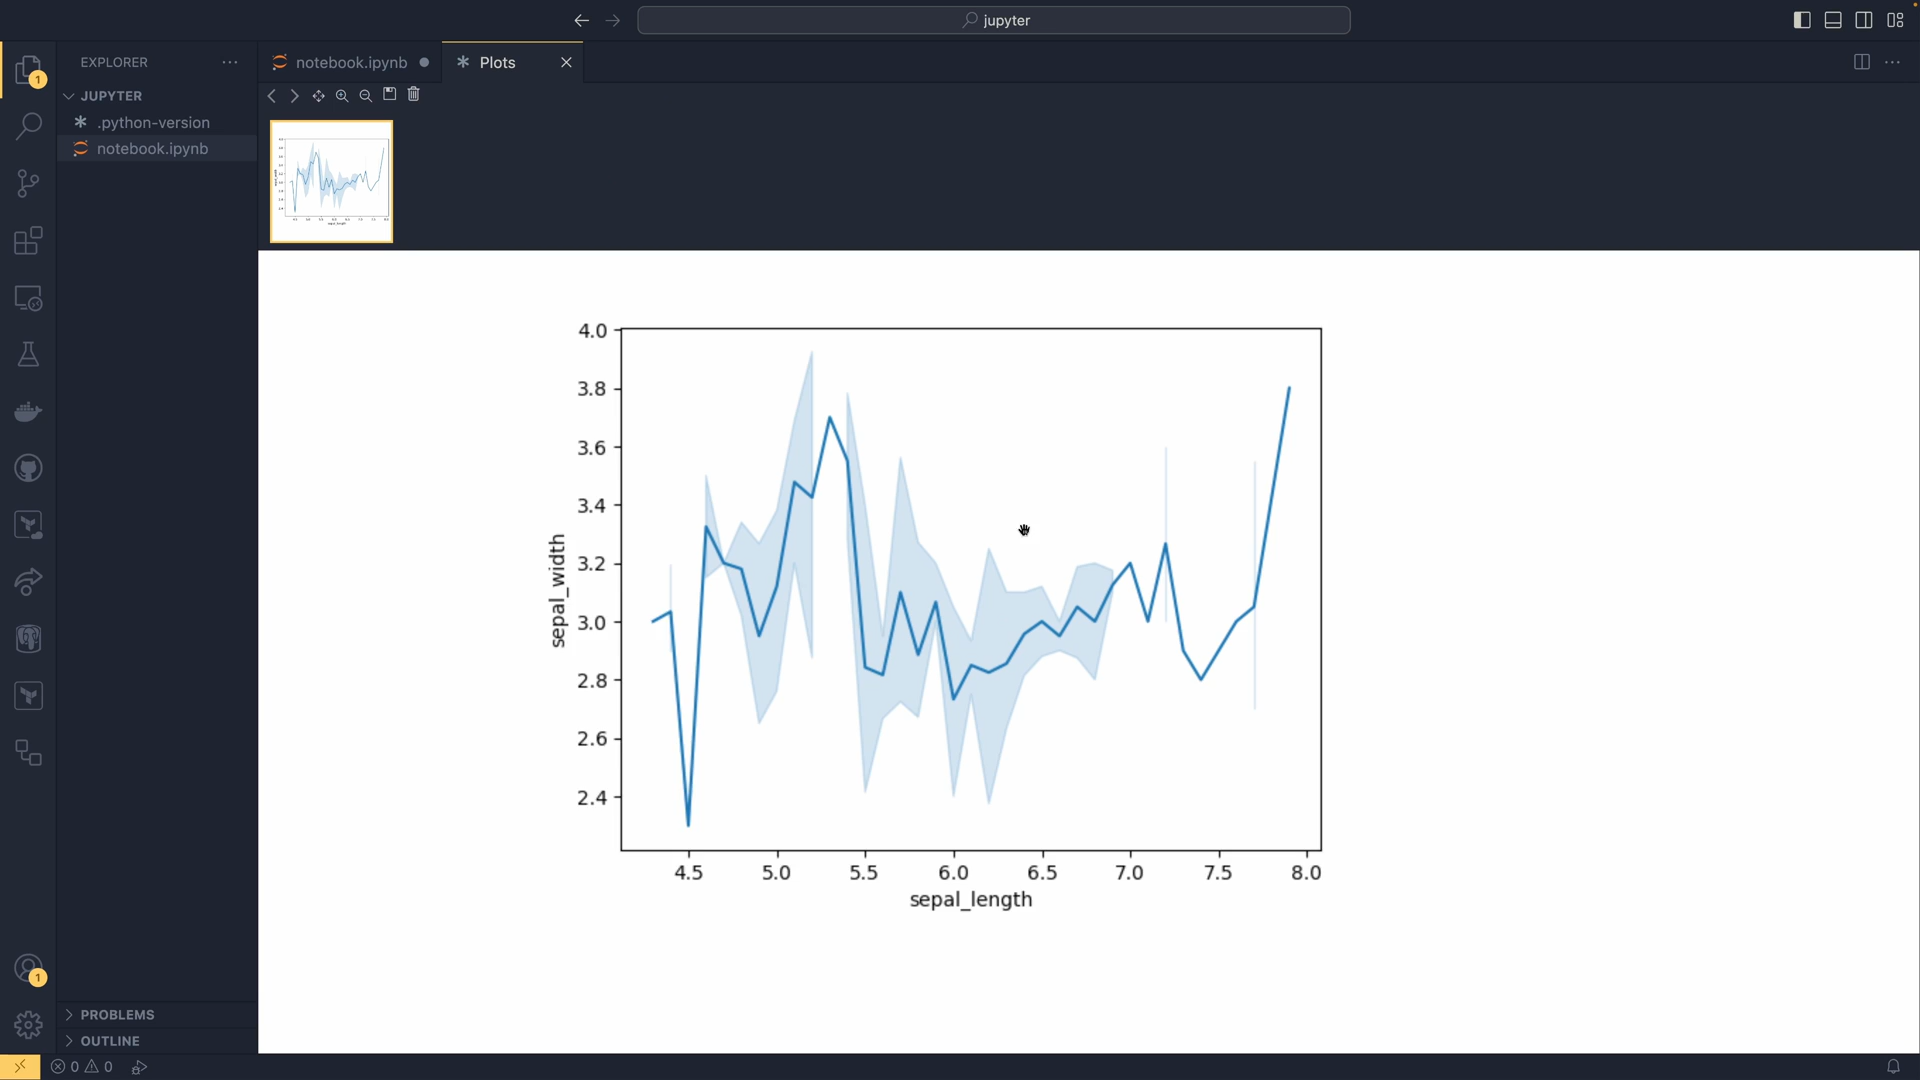 jupyter
EXPLORER
notebook.ipynb
Plots
JUPYTER
.python-version
notebook.ipynb
1
4.0
3.8
3.6
3.4
3.2
3.0
2.8
2.6
2.4
sepal_width
4.5 5.0 5.5 6.0 6.5 7.0 7.5 8.0
sepal_length
1
PROBLEMS
OUTLINE
0 0